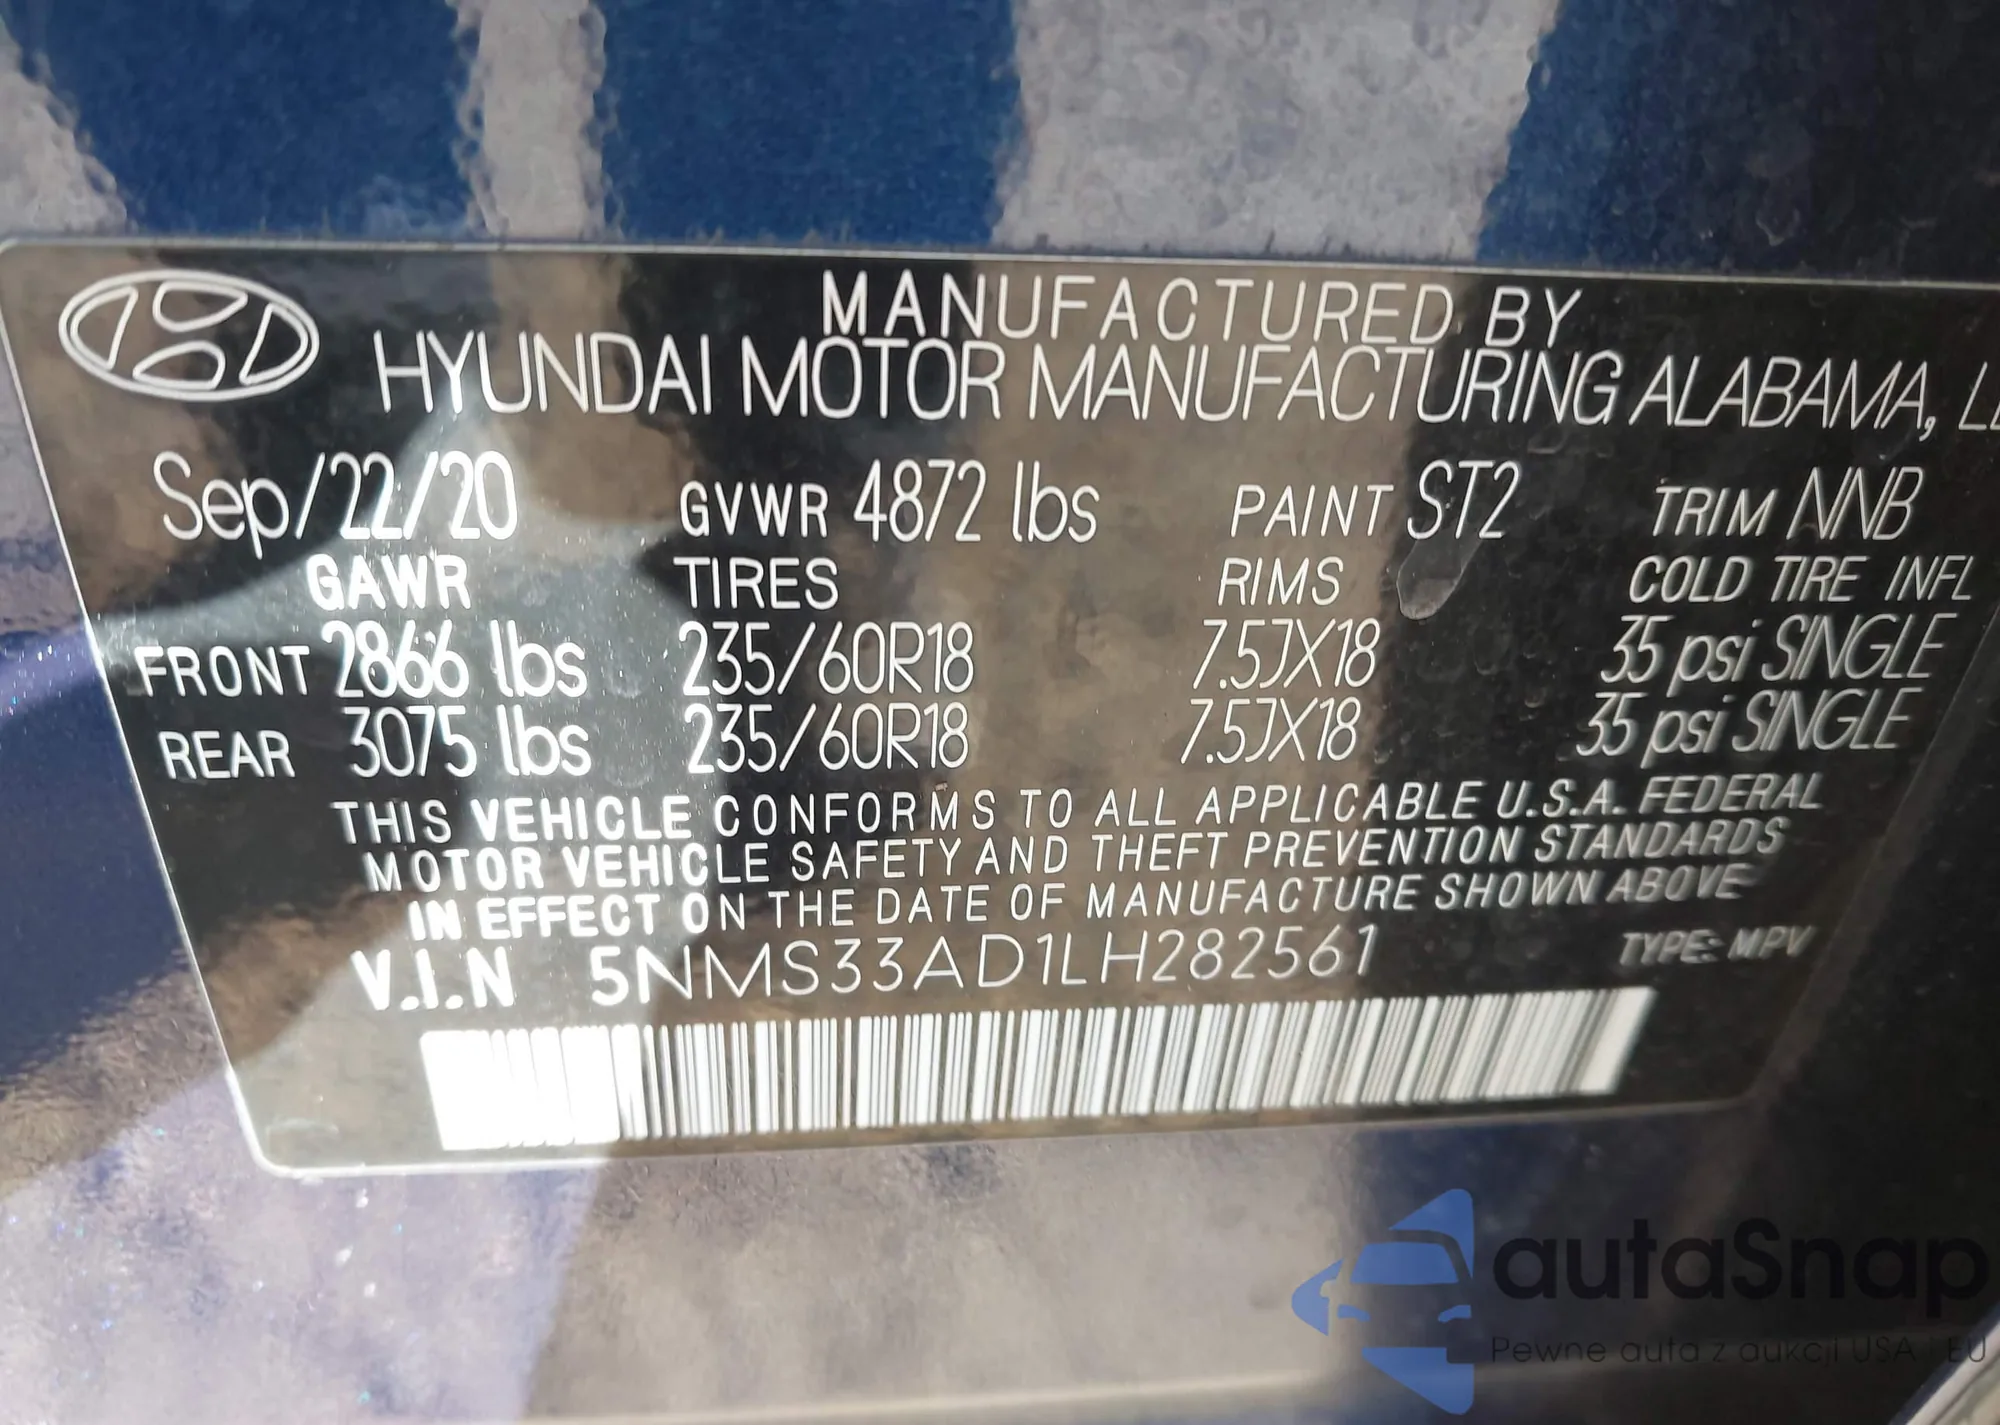 MANUFACTURED BY
HYUNDAI MOTOR MANUFACTURING ALABAMA,
Sep/22/20 GVWR 4872 lbs PAINT ST2 TRIM NNB
GAWR TIRES RIMS COLD TIRE INFL
FRONT 2866 lbs 235/60R18 7.5JX18 35 psi SINGLE
REAR 3075 lbs 235/60R18 7.5JX18 35 psi SINGLE
THIS VEHICLE CONFORMS TO ALL APPLICABLE U.S.A. FEDERAL
MOTOR VEHICLE SAFETY AND THEFT PREVENTION STANDARDS
IN EFFECT ON THE DATE OF MANUFACTURE SHOWN ABOVE
V.I.N 5NMS33AD1LH282561 TYPE: MPV
autaSnap
Pewne auta z aukcji USA i EU